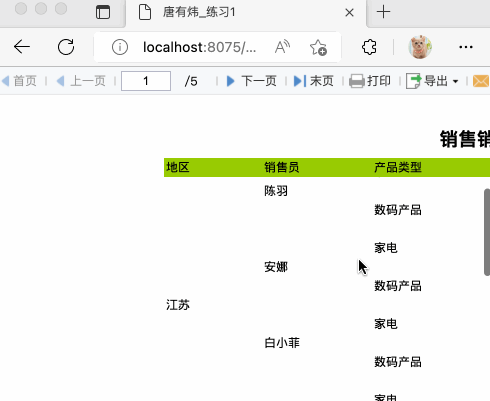 唐有炜_练习1
localhost:8075/...
首页 上一页 1 /5 下一页 末页 打印 导出
销售销
地区 销售员 产品类型
陈羽
数码产品
家电
安娜
数码产品
江苏
家电
白小菲
数码产品
家电